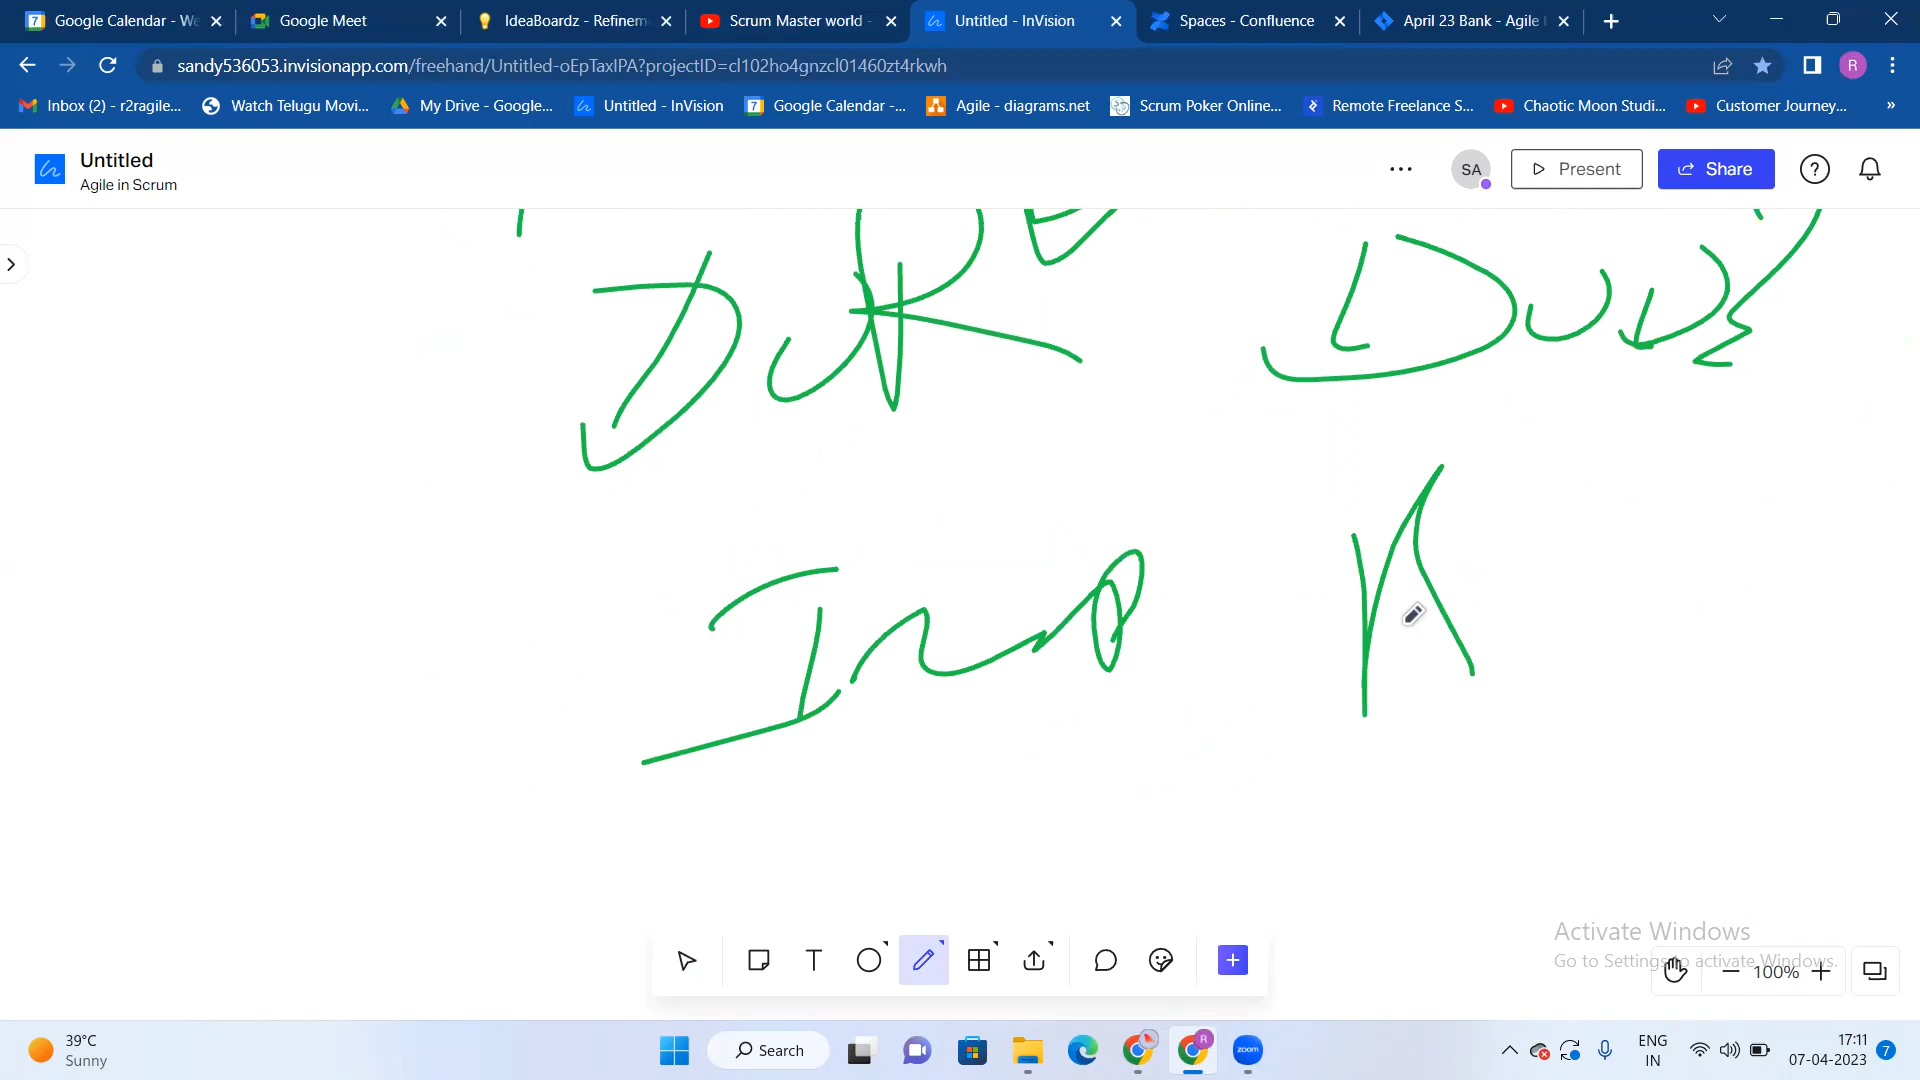 Google Calendar - We
Google Meet
IdeaBoardz - Refinem
Scrum Master world -
Untitled - InVision
Spaces - Confluence
April 23 Bank - Agile
sandy536053.invisionapp.com/freehand/Untitled-oEpTaxIPA?projectID=cl102ho4gnzcl01460zt4rkwh
R
Inbox (2) - r2ragile...
Watch Telugu Movi...
My Drive - Google...
Untitled - InVision
7 Google Calendar -...
Agile - diagrams.net
Scrum Poker Online...
Remote Freelance S...
Chaotic Moon Studi...
Customer Journey...
»
Untitled
Agile in Scrum
SA
Present
Share
?
T
Activate Windows
Go to Settings to activate Windows.
100%
39°C
Sunny
Search
zoom
ENG
IN
17:11
07-04-2023
7